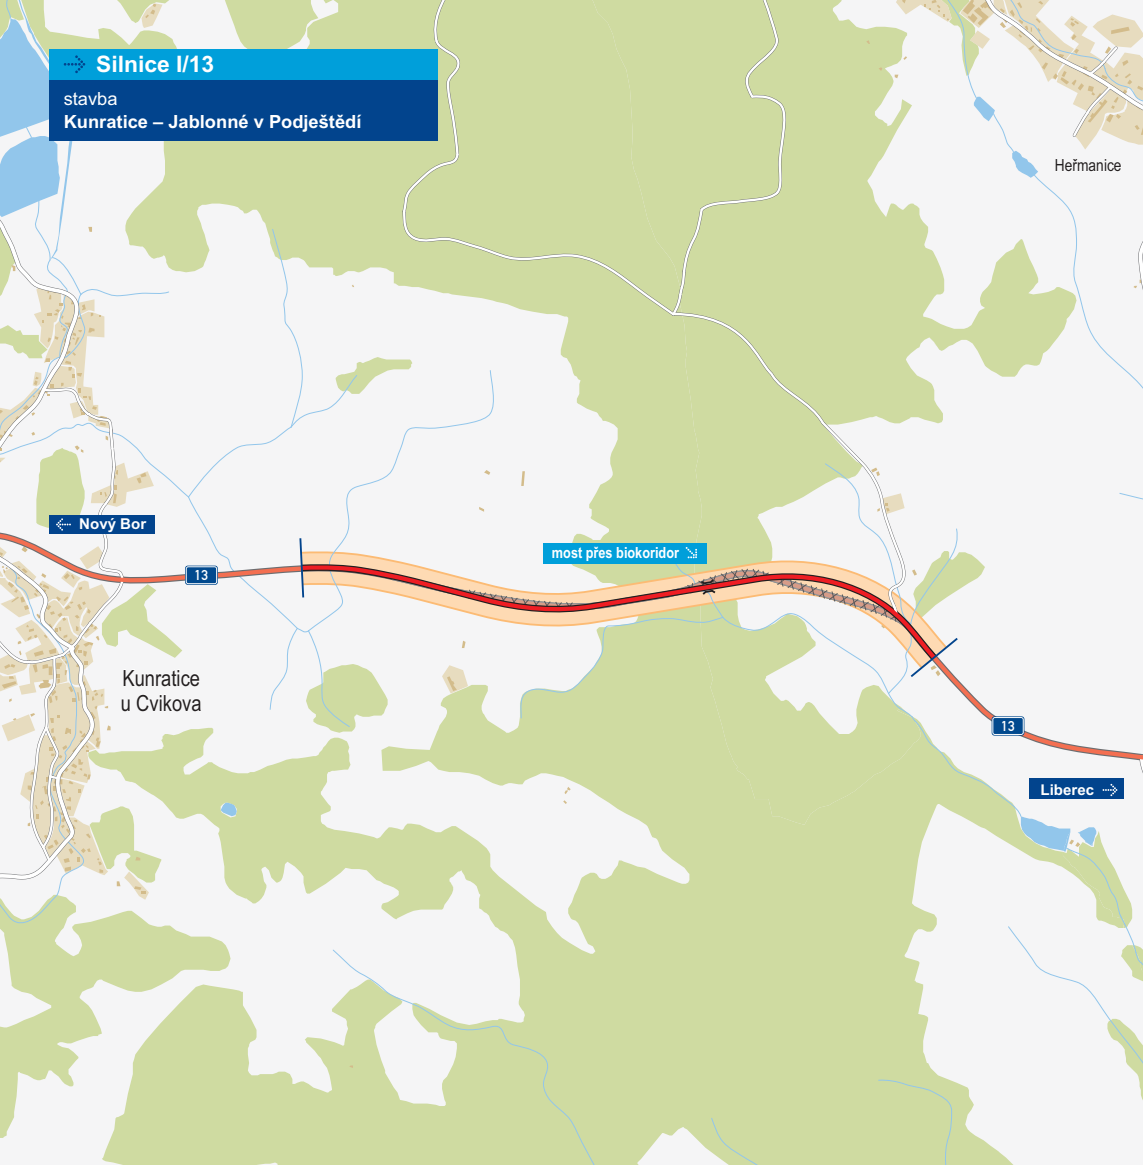 Silnice I/13
stavba
Kunratice – Jablonné v Podještědí
Heřmanice
Nový Bor
most přes biokoridor
13
Kunratice
u Cvikova
13
Liberec